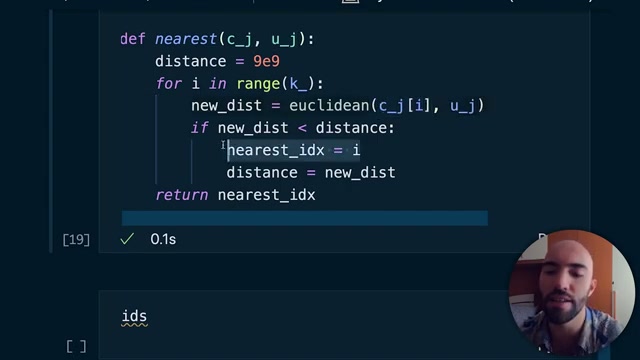 def nearest(c_j, u_j):
    distance = 9e9
    for i in range(k_):
        new_dist = euclidean(c_j[i], u_j)
        if new_dist < distance:
            nearest_idx = i
            distance = new_dist
    return nearest_idx
[19]
0.1s
ids
[ ]